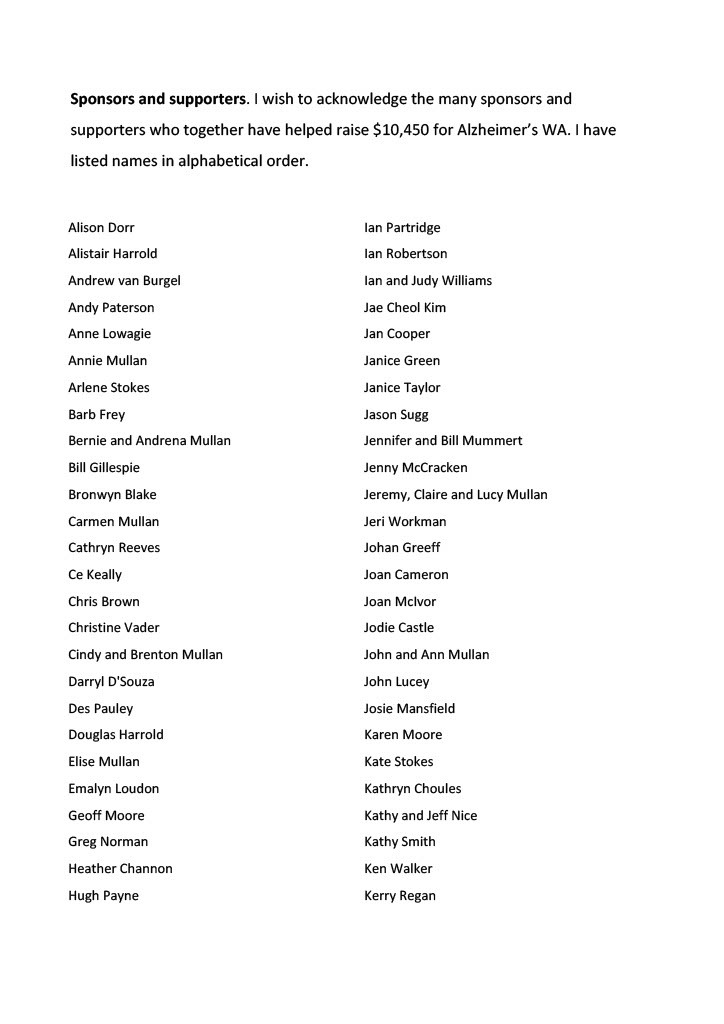 Sponsors and supporters. I wish to acknowledge the many sponsors and
supporters who together have helped raise $10,450 for Alzheimer’s WA. I have
listed names in alphabetical order.
Alison Dorr
Alistair Harrold
Andrew van Burgel
Andy Paterson
Anne Lowagie
Annie Mullan
Arlene Stokes
Barb Frey
Bernie and Andrena Mullan
Bill Gillespie
Bronwyn Blake
Carmen Mullan
Cathryn Reeves
Ce Keally
Chris Brown
Christine Vader
Cindy and Brenton Mullan
Darryl D'Souza
Des Pauley
Douglas Harrold
Elise Mullan
Emalyn Loudon
Geoff Moore
Greg Norman
Heather Channon
Hugh Payne
Ian Partridge
Ian Robertson
Ian and Judy Williams
Jae Cheol Kim
Jan Cooper
Janice Green
Janice Taylor
Jason Sugg
Jennifer and Bill Mummert
Jenny McCracken
Jeremy, Claire and Lucy Mullan
Jeri Workman
Johan Greeff
Joan Cameron
Joan McIvor
Jodie Castle
John and Ann Mullan
John Lucey
Josie Mansfield
Karen Moore
Kate Stokes
Kathryn Choules
Kathy and Jeff Nice
Kathy Smith
Ken Walker
Kerry Regan